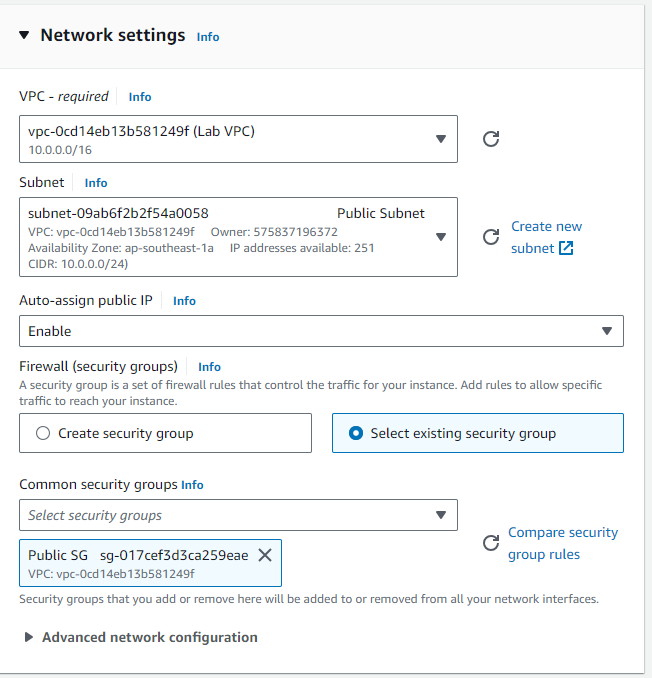 Network settings Info
VPC - required Info
vpc-0cd14eb13b581249f (Lab VPC)
10.0.0.0/16
Subnet Info
subnet-09ab6f2b2f54a0058 Public Subnet
VPC: vpc-0cd14eb13b581249f Owner: 575837196372
Availability Zone: ap-southeast-1a IP addresses available: 251
CIDR: 10.0.0.0/24)
Create new
subnet
Auto-assign public IP Info
Enable
Firewall (security groups) Info
A security group is a set of firewall rules that control the traffic for your instance. Add rules to allow specific
traffic to reach your instance.
Create security group
Select existing security group
Common security groups Info
Select security groups
Public SG sg-017cef3d3ca259eae
VPC: vpc-0cd14eb13b581249f
Compare security
group rules
Security groups that you add or remove here will be added to or removed from all your network interfaces.
Advanced network configuration